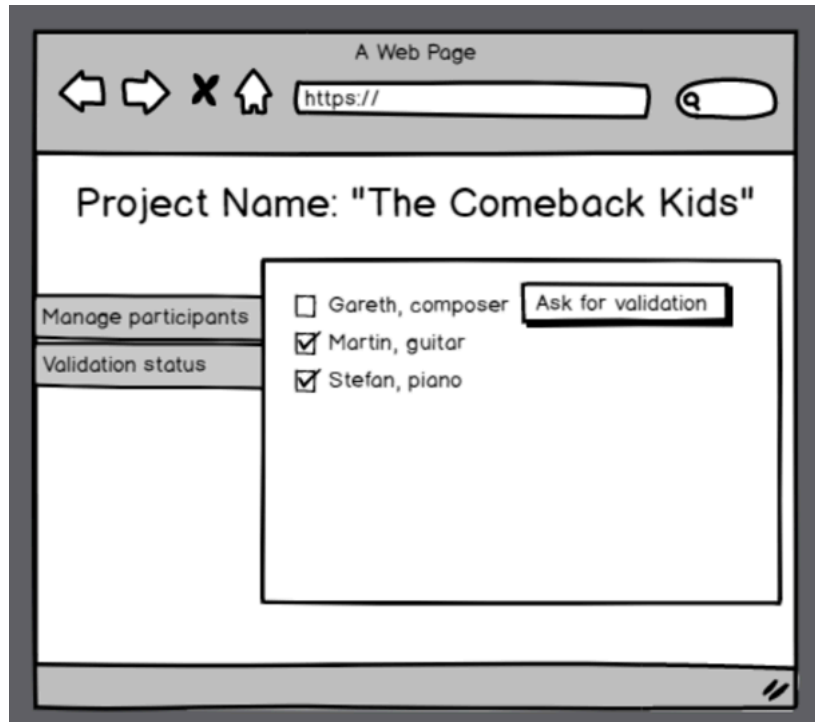 A Web Page
https://
Project Name: "The Comeback Kids"
Manage participants
Validation status
Gareth, composer
Ask for validation
Martin, guitar
Stefan, piano